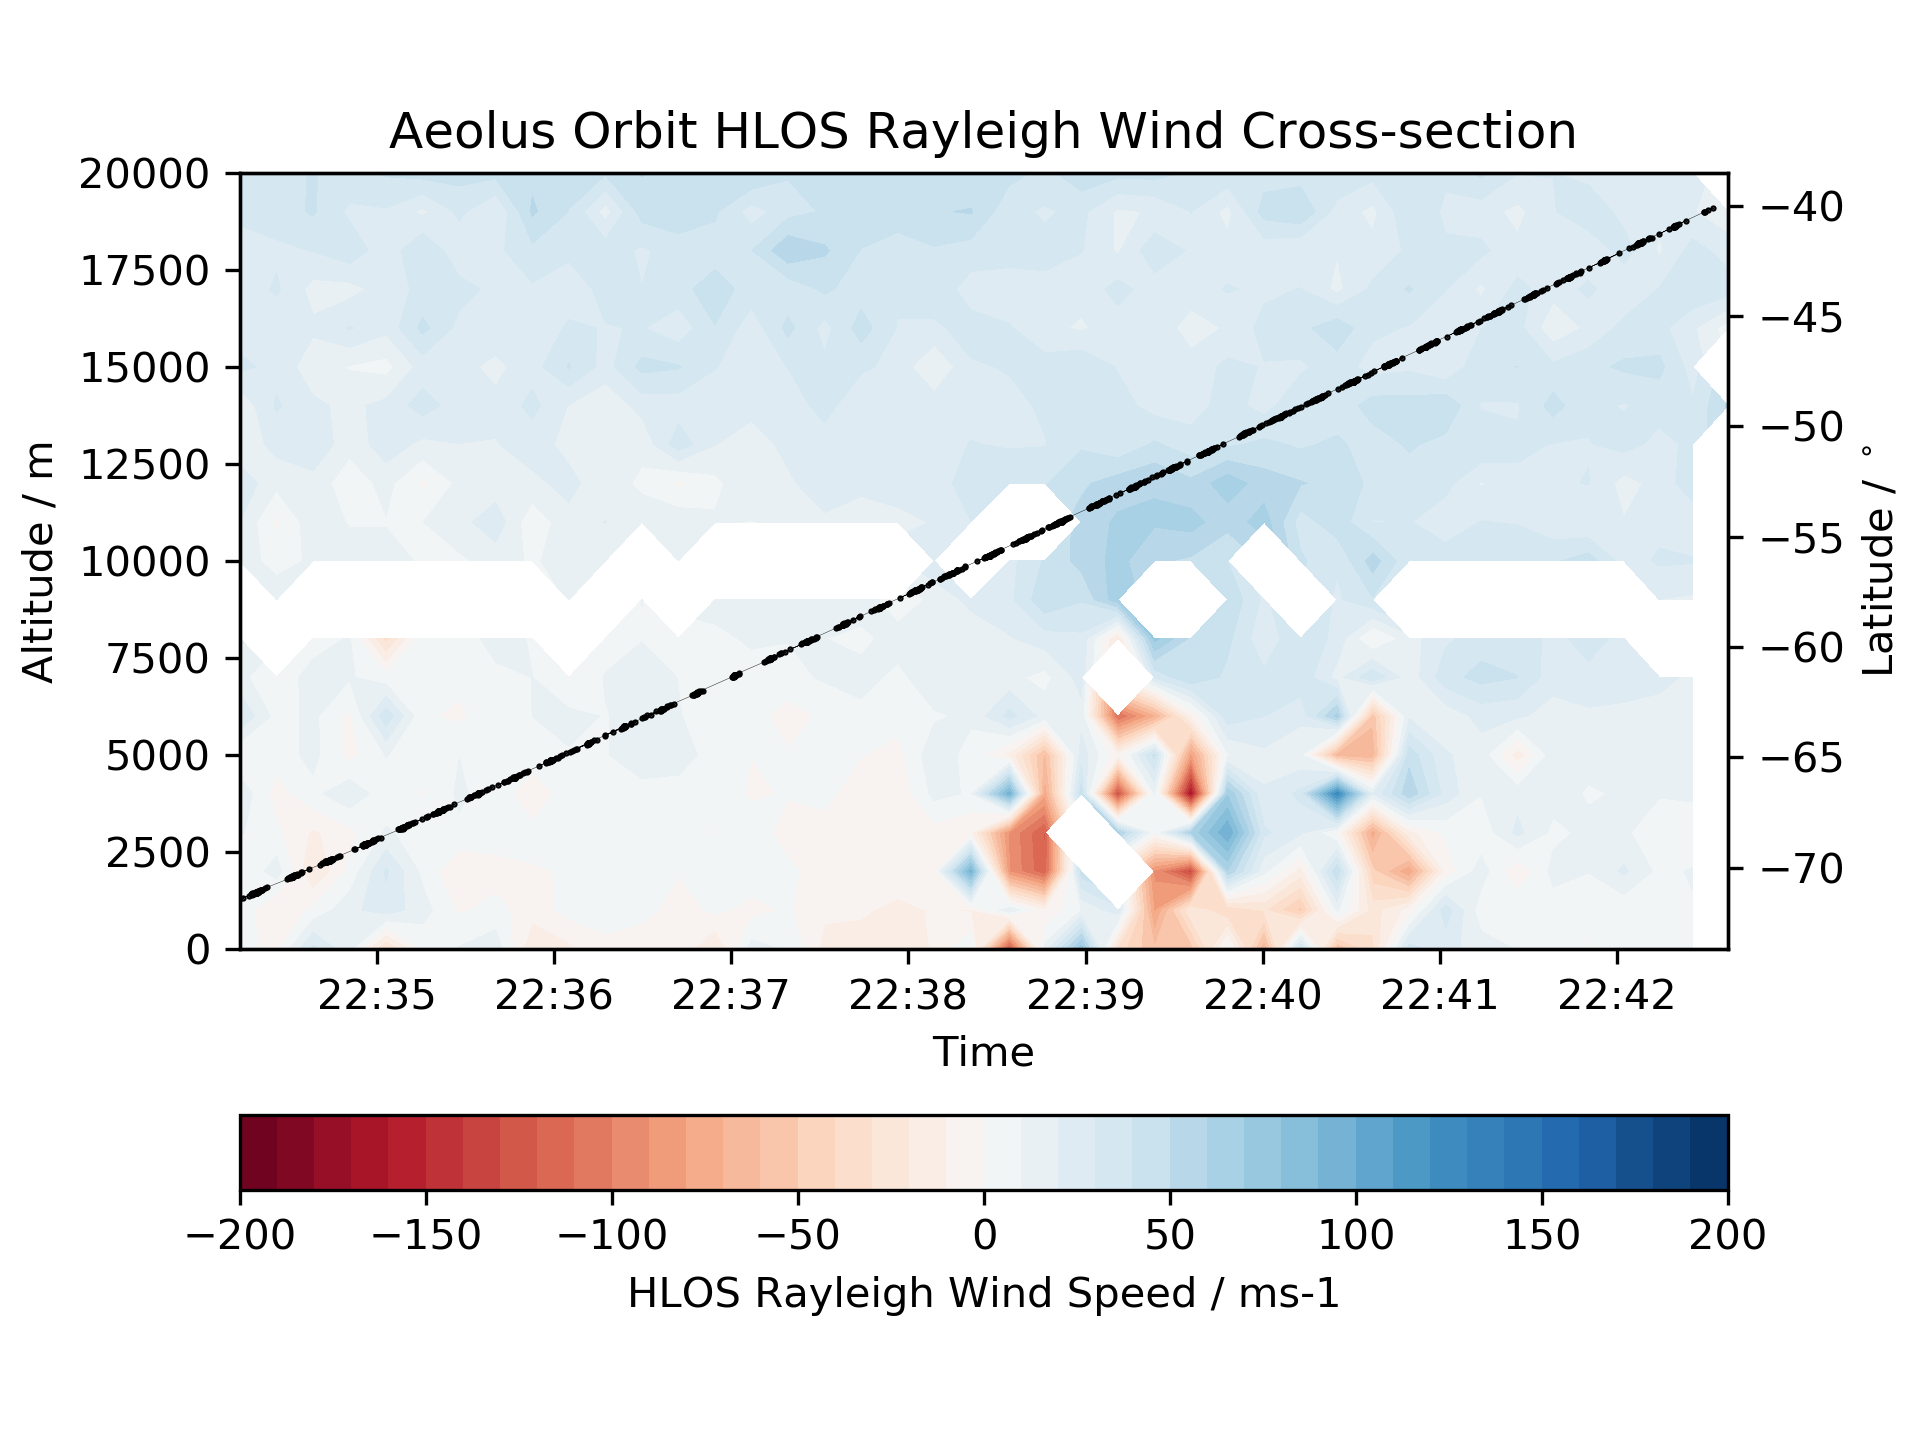 Aeolus Orbit HLOS Rayleigh Wind Cross-section
20000
17500
15000
12500
10000
7500
5000
2500
0
Altitude / m
−40
−45
−50
−55
−60
−65
−70
Latitude / °
22:35 22:36 22:37 22:38 22:39 22:40 22:41 22:42
Time
−200 −150 −100 −50 0 50 100 150 200
HLOS Rayleigh Wind Speed / ms-1